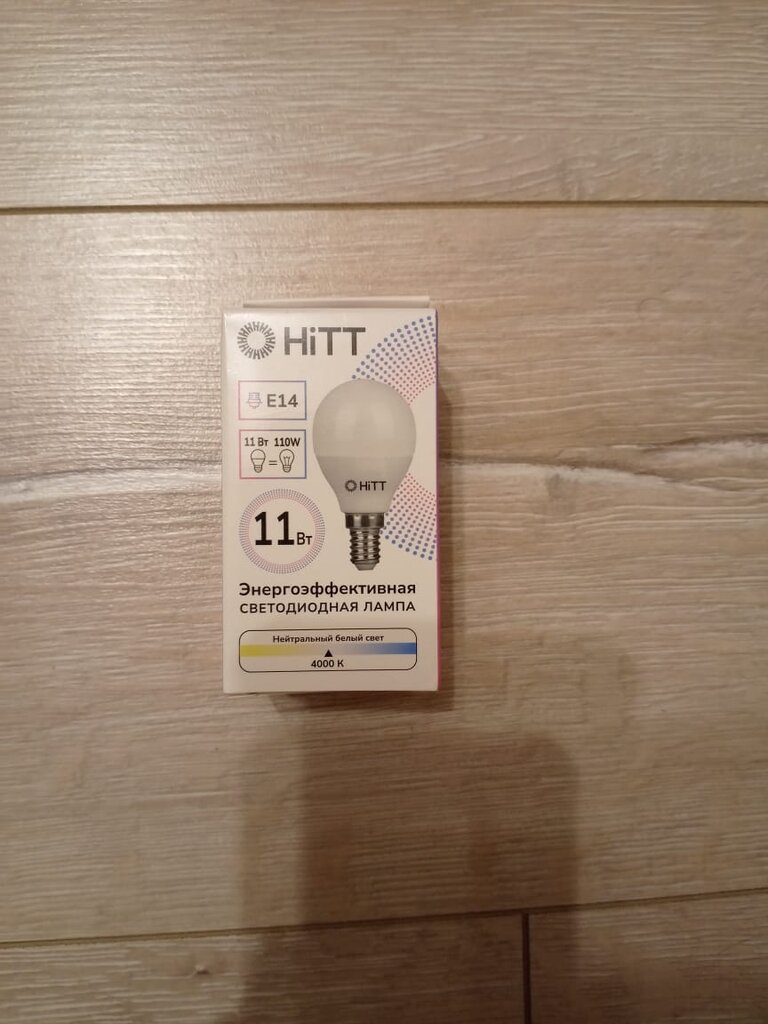 HiTT
E14
11 Вт 110W
=
HiTT
11Вт
Энергоэффективная
СВЕТОДИОДНАЯ ЛАМПА
Нейтральный белый свет
4000 К